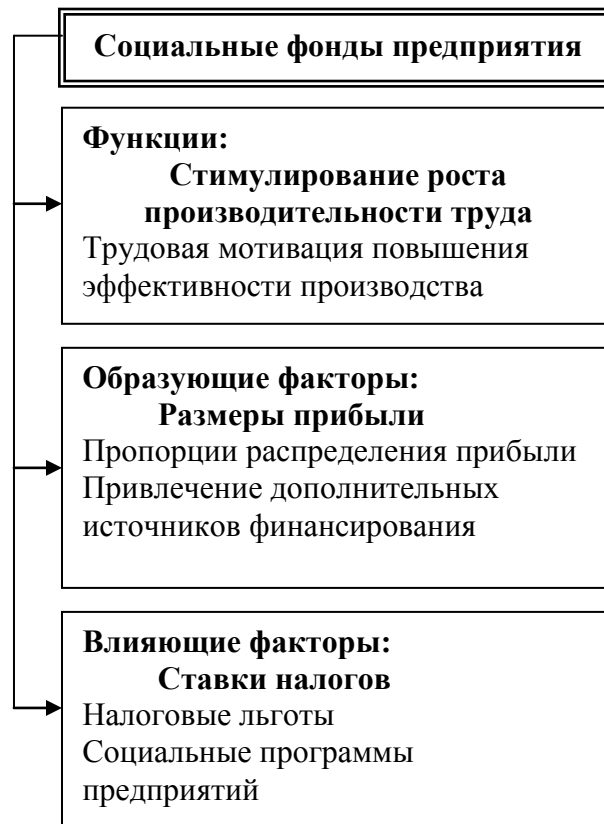 Социальные фонды предприятия
Функции:
Стимулирование роста
производительности труда
Трудовая мотивация повышения
эффективности производства
Образующие факторы:
Размеры прибыли
Пропорции распределения прибыли
Привлечение дополнительных
источников финансирования
Влияющие факторы:
Ставки налогов
Налоговые льготы
Социальные программы
предприятий